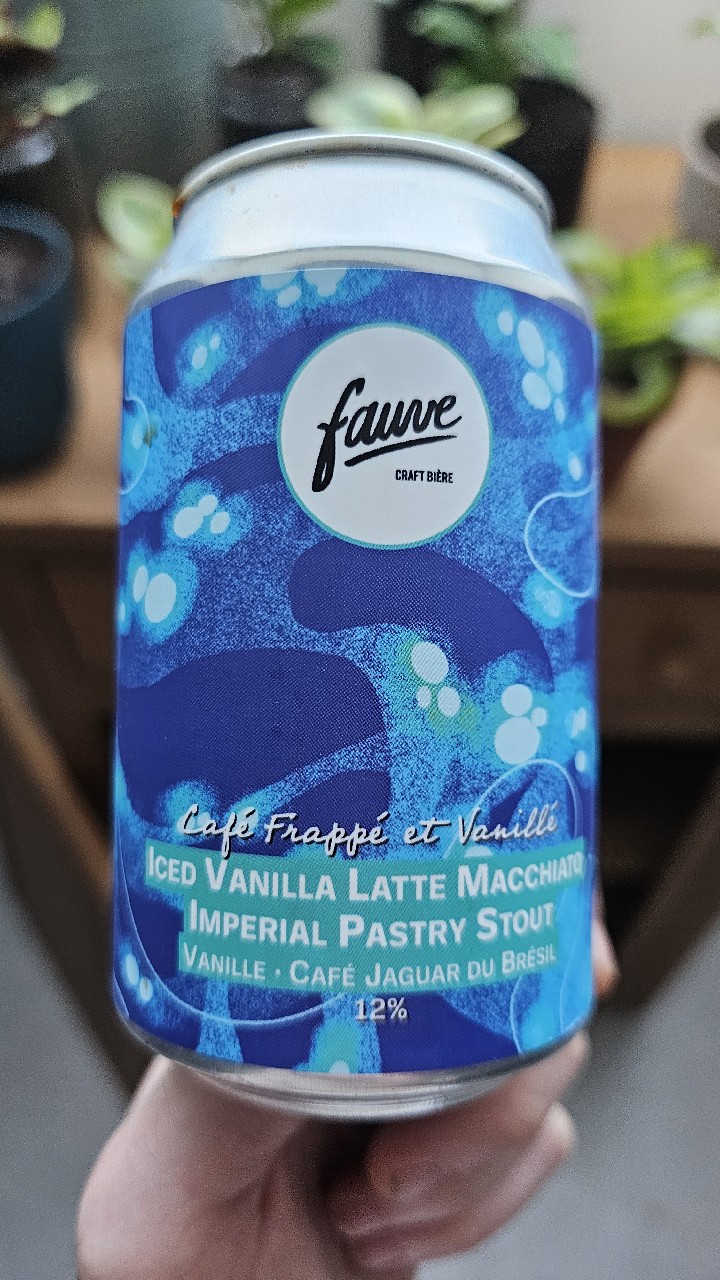 fauve
CRAFT BIÈRE
Café Frappé et Vanillé
ICED VANILLA LATTE MACCHIATO
IMPERIAL PASTRY STOUT
VANILLE · CAFÉ JAGUAR DU BRÉSIL
12%